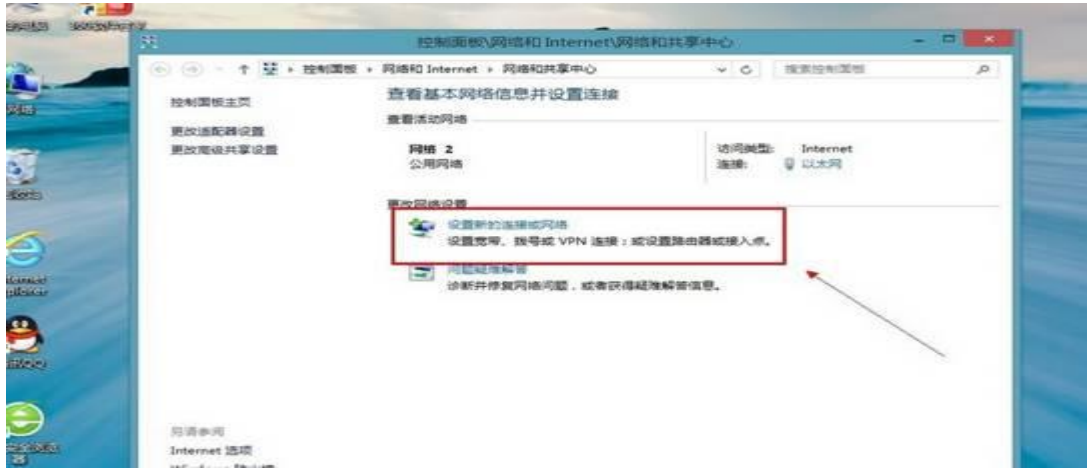 控制面板\网络和 Internet\网络和共享中心
控制面板 ▸ 网络和 Internet ▸ 网络和共享中心
搜索控制面板
控制面板主页
更改适配器设置
更改高级共享设置
查看基本网络信息并设置连接
查看活动网络
网络 2
公用网络
访问类型: Internet
连接: 以太网
更改网络设置
设置新的连接或网络
设置宽带、拨号或 VPN 连接；或设置路由器或接入点。
问题疑难解答
诊断并修复网络问题，或者获得疑难解答信息。
另请参阅
Internet 选项
网络